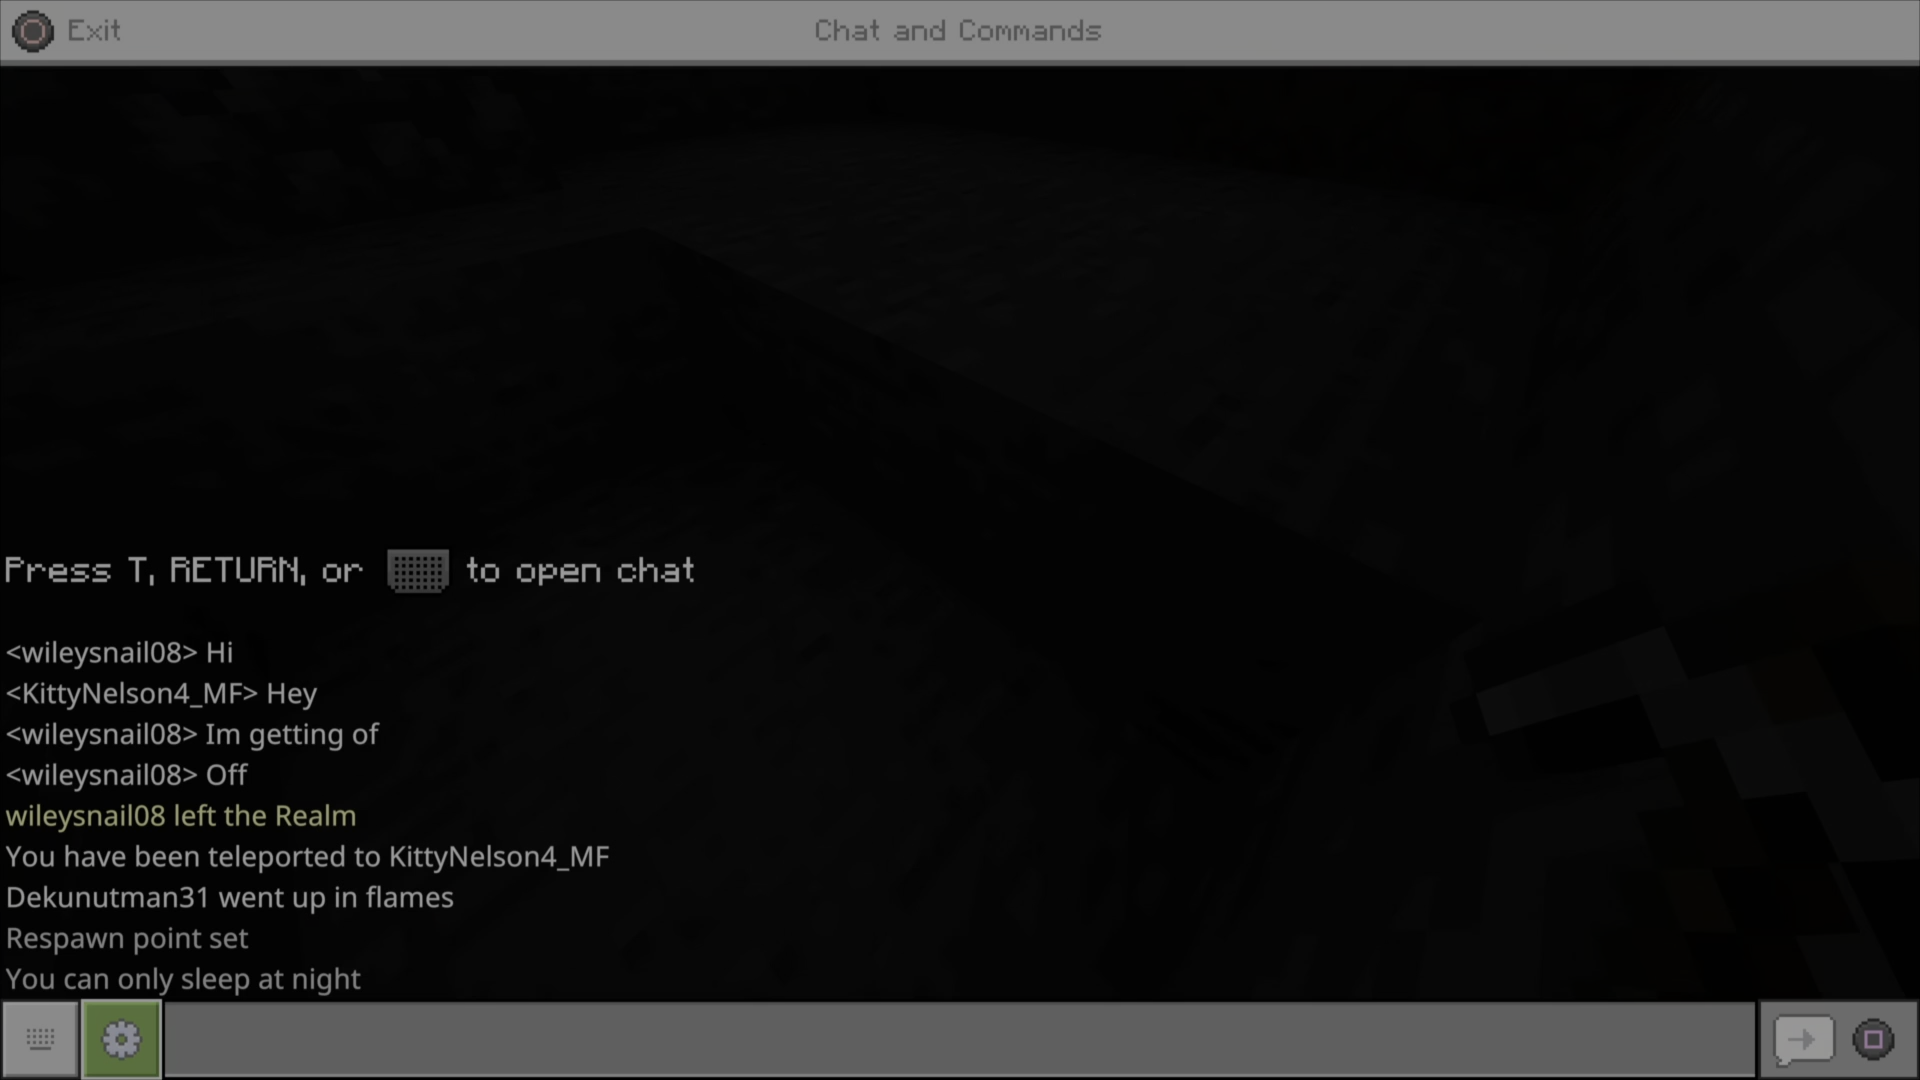 Exit
Chat and Commands
Press T, RETURN, or to open chat
<wileysnail08> Hi
<KittyNelson4_MF> Hey
<wileysnail08> Im getting of
<wileysnail08> Off
wileysnail08 left the Realm
You have been teleported to KittyNelson4_MF
Dekunutman31 went up in flames
Respawn point set
You can only sleep at night